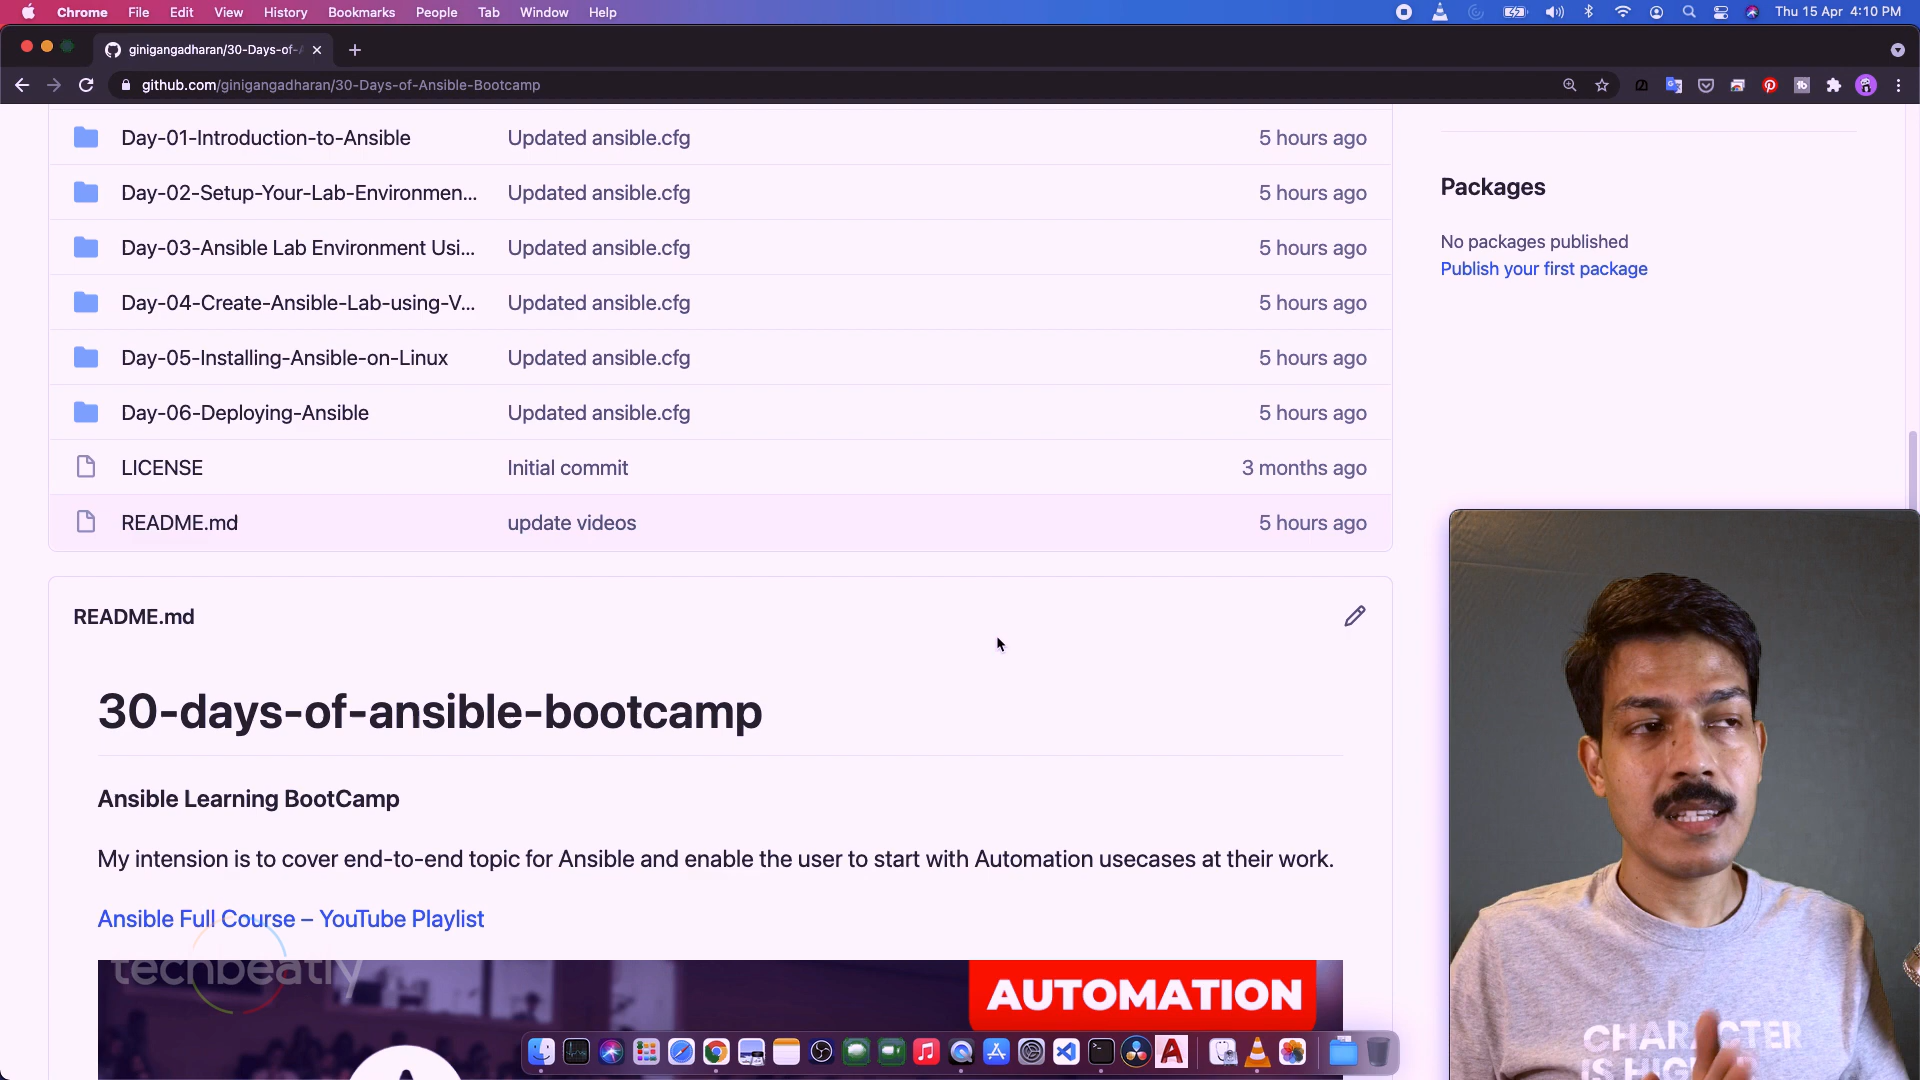 Chrome File Edit View History Bookmarks People Tab Window Help Thu 15 Apr 4:10 PM
ginigangadharan/30-Days-of-A
github.com/ginigangadharan/30-Days-of-Ansible-Bootcamp
Day-01-Introduction-to-Ansible Updated ansible.cfg 5 hours ago
Day-02-Setup-Your-Lab-Environmen... Updated ansible.cfg 5 hours ago
Day-03-Ansible Lab Environment Usi... Updated ansible.cfg 5 hours ago
Day-04-Create-Ansible-Lab-using-V... Updated ansible.cfg 5 hours ago
Day-05-Installing-Ansible-on-Linux Updated ansible.cfg 5 hours ago
Day-06-Deploying-Ansible Updated ansible.cfg 5 hours ago
LICENSE Initial commit 3 months ago
README.md update videos 5 hours ago
Packages
No packages published
Publish your first package
README.md
30-days-of-ansible-bootcamp
Ansible Learning BootCamp
My intension is to cover end-to-end topic for Ansible and enable the user to start with Automation usecases at their work.
Ansible Full Course – YouTube Playlist
techbeatly
AUTOMATION
CHARACTER
IS HIG